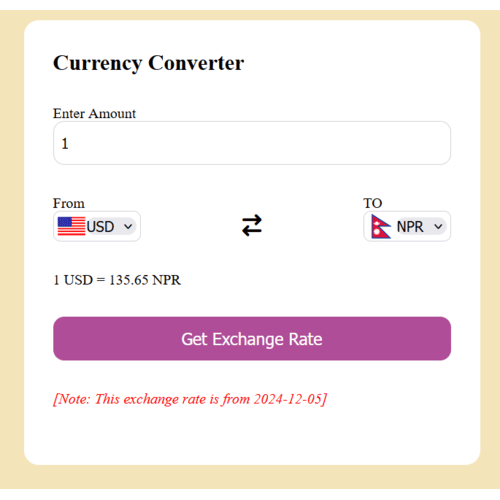 Currency Converter
Enter Amount
1
From
TO
USD
NPR
1 USD = 135.65 NPR
Get Exchange Rate
[Note: This exchange rate is from 2024-12-05]